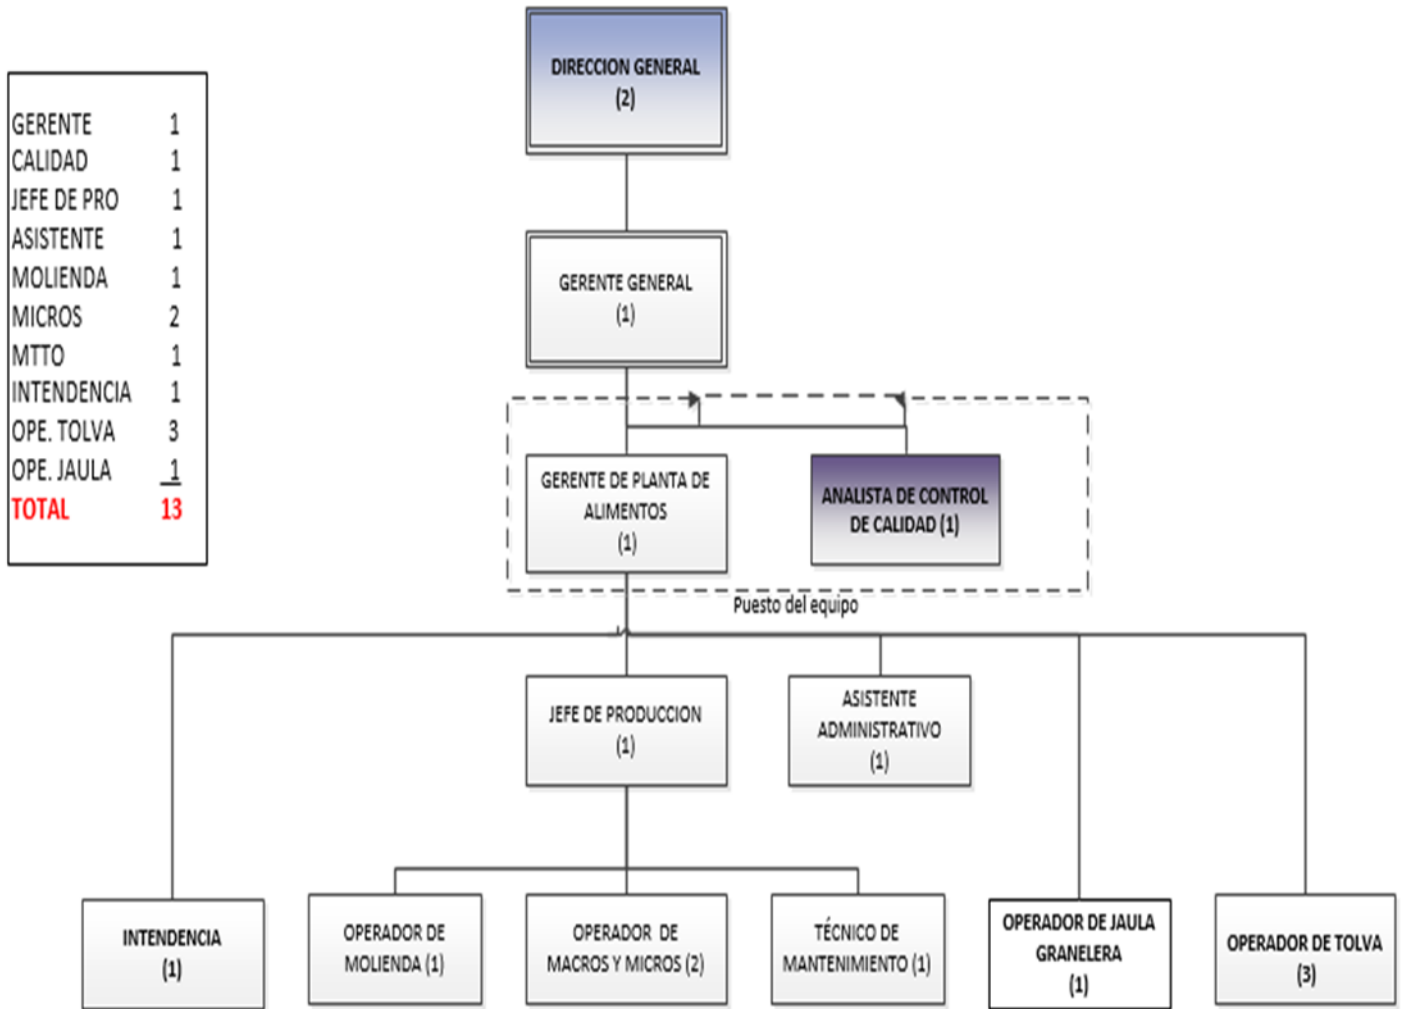 DIRECCION GENERAL
(2)
GERENTE 1
CALIDAD 1
JEFE DE PRO 1
ASISTENTE 1
MOLIENDA 1
MICROS 2
MTTO 1
INTENDENCIA 1
OPE. TOLVA 3
OPE. JAULA 1
TOTAL 13
GERENTE GENERAL
(1)
GERENTE DE PLANTA DE
ALIMENTOS
(1)
ANALISTA DE CONTROL
DE CALIDAD (1)
Puesto del equipo
JEFE DE PRODUCCION
(1)
ASISTENTE
ADMINISTRATIVO
(1)
INTENDENCIA
(1)
OPERADOR DE
MOLIENDA (1)
OPERADOR DE
MACROS Y MICROS (2)
TÉCNICO DE
MANTENIMIENTO (1)
OPERADOR DE JAULA
GRANELERA
(1)
OPERADOR DE TOLVA
(3)